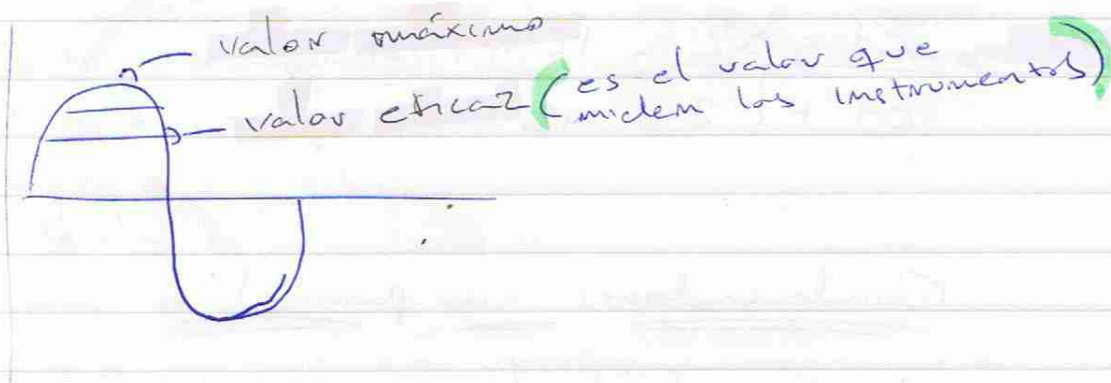 valor máximo
valor eficaz (es el valor que
miden los instrumentos)